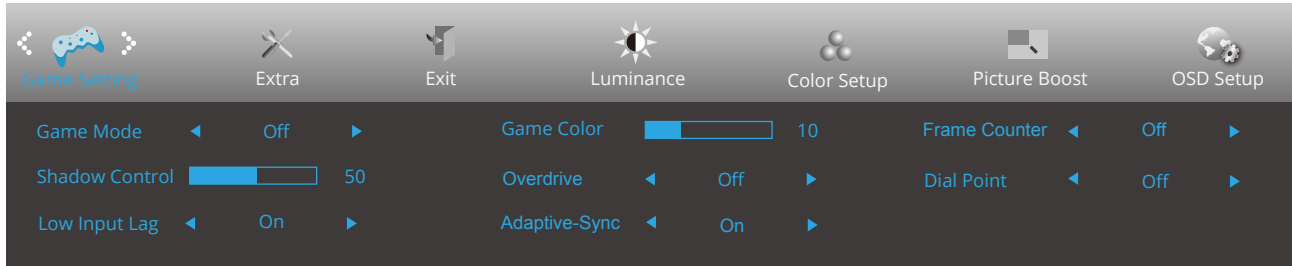 Game Setting Extra Exit Luminance Color Setup Picture Boost OSD Setup
Game Mode Off Game Color 10 Frame Counter Off
Shadow Control 50 Overdrive Off Dial Point Off
Low Input Lag On Adaptive-Sync On